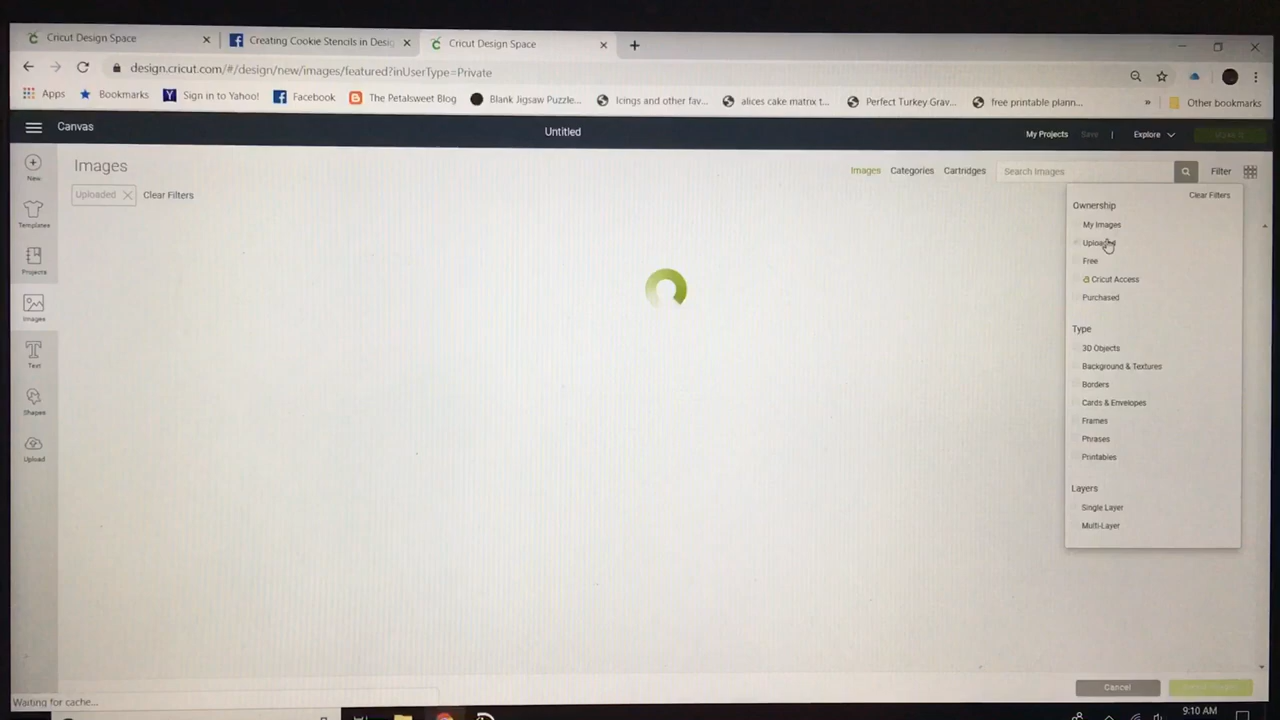 Cricut Design Space
Creating Cookie Stencils in Desig
Cricut Design Space
design.cricut.com/#/design/new/images/featured?inUserType=Private
Apps
Bookmarks
Sign in to Yahoo!
Facebook
The Petalsweet Blog
Blank Jigsaw Puzzle...
Icings and other fav...
alices cake matrix t...
Perfect Turkey Grav...
free printable plann...
»
Other bookmarks
Canvas
Untitled
My Projects
Save
Explore
New
Templates
Projects
Images
Text
Shapes
Upload
Images
Images
Categories
Cartridges
Search Images
Filter
Uploaded
Clear Filters
Clear Filters
Ownership
My Images
Uploaded
Free
a Cricut Access
Purchased
Type
3D Objects
Background & Textures
Borders
Cards & Envelopes
Frames
Phrases
Printables
Layers
Single Layer
Multi-Layer
Cancel
Waiting for cache...
9:10 AM